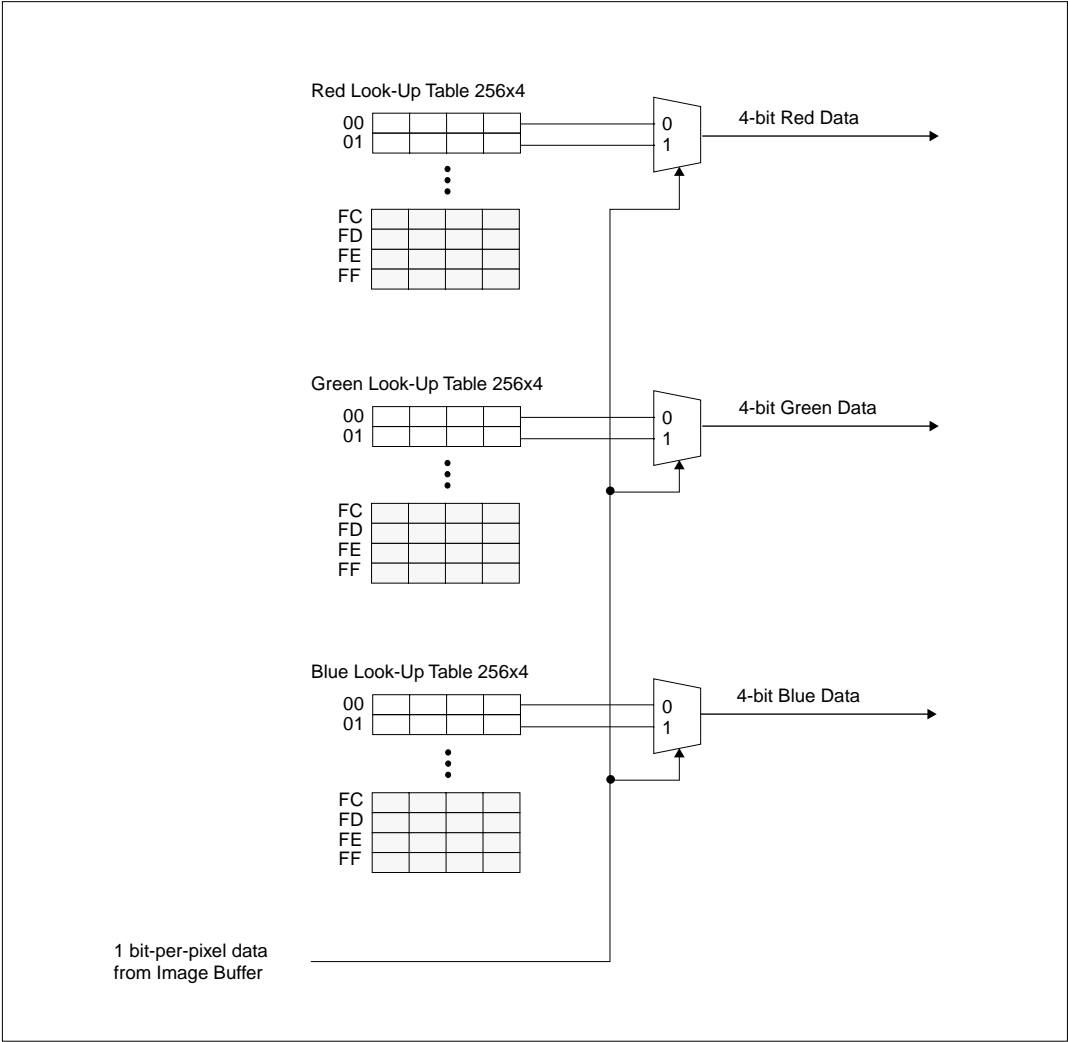 Red Look-Up Table 256x4
00
01
0
1
4-bit Red Data
FC
FD
FE
FF
Green Look-Up Table 256x4
00
01
0
1
4-bit Green Data
FC
FD
FE
FF
Blue Look-Up Table 256x4
00
01
0
1
4-bit Blue Data
FC
FD
FE
FF
1 bit-per-pixel data
from Image Buffer